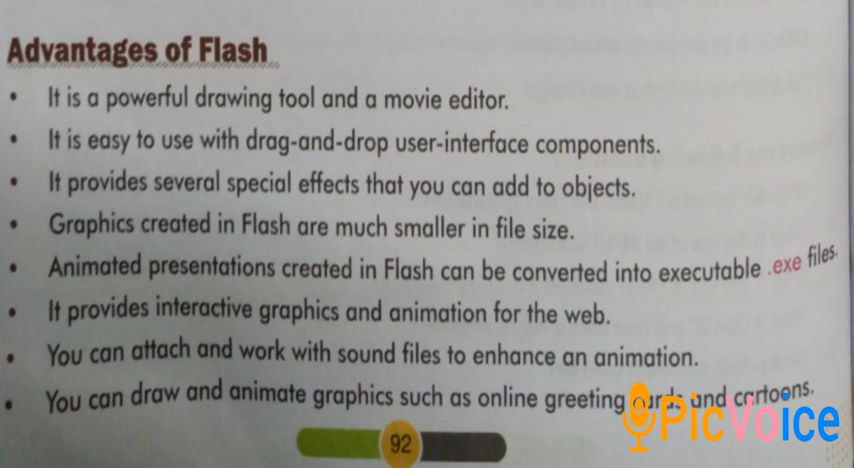 Advantages of Flash
• It is a powerful drawing tool and a movie editor.
• It is easy to use with drag-and-drop user-interface components.
• It provides several special effects that you can add to objects.
• Graphics created in Flash are much smaller in file size.
• Animated presentations created in Flash can be converted into executable .exe files.
• It provides interactive graphics and animation for the web.
• You can attach and work with sound files to enhance an animation.
• You can draw and animate graphics such as online greeting cards and cartoons.
92
PicVoice